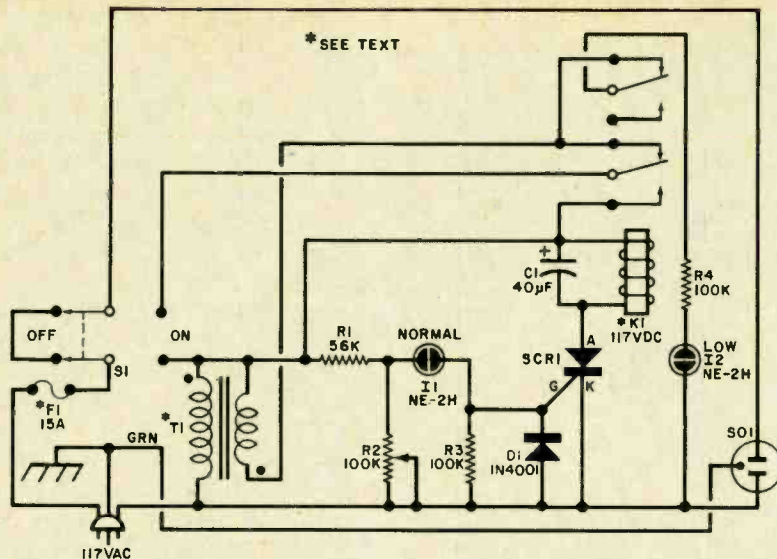 *SEE TEXT
C1
40µF
R4
100K
*K1
117VDC
OFF
ON
R1
56K
NORMAL
A
SCR1
LOW
I2
NE-2H
S1
*F1
15A
*T1
I1
NE-2H
G
K
GRN
R2
100K
R3
100K
D1
1N4001
SO1
117VAC